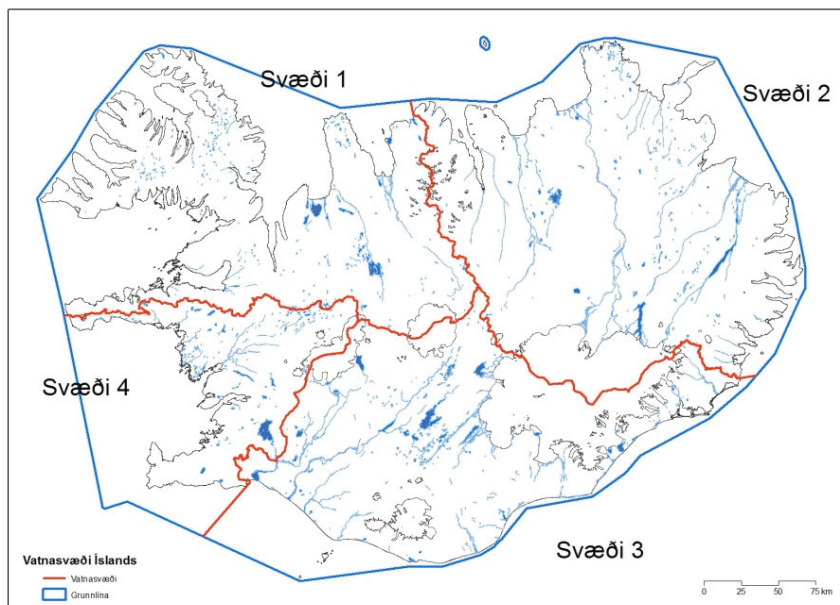 Svæði 1
Svæði 2
Svæði 4
Svæði 3
Vatnasvæði Íslands
Vatnasvæði
Grunnlína
0 25 50 75 km